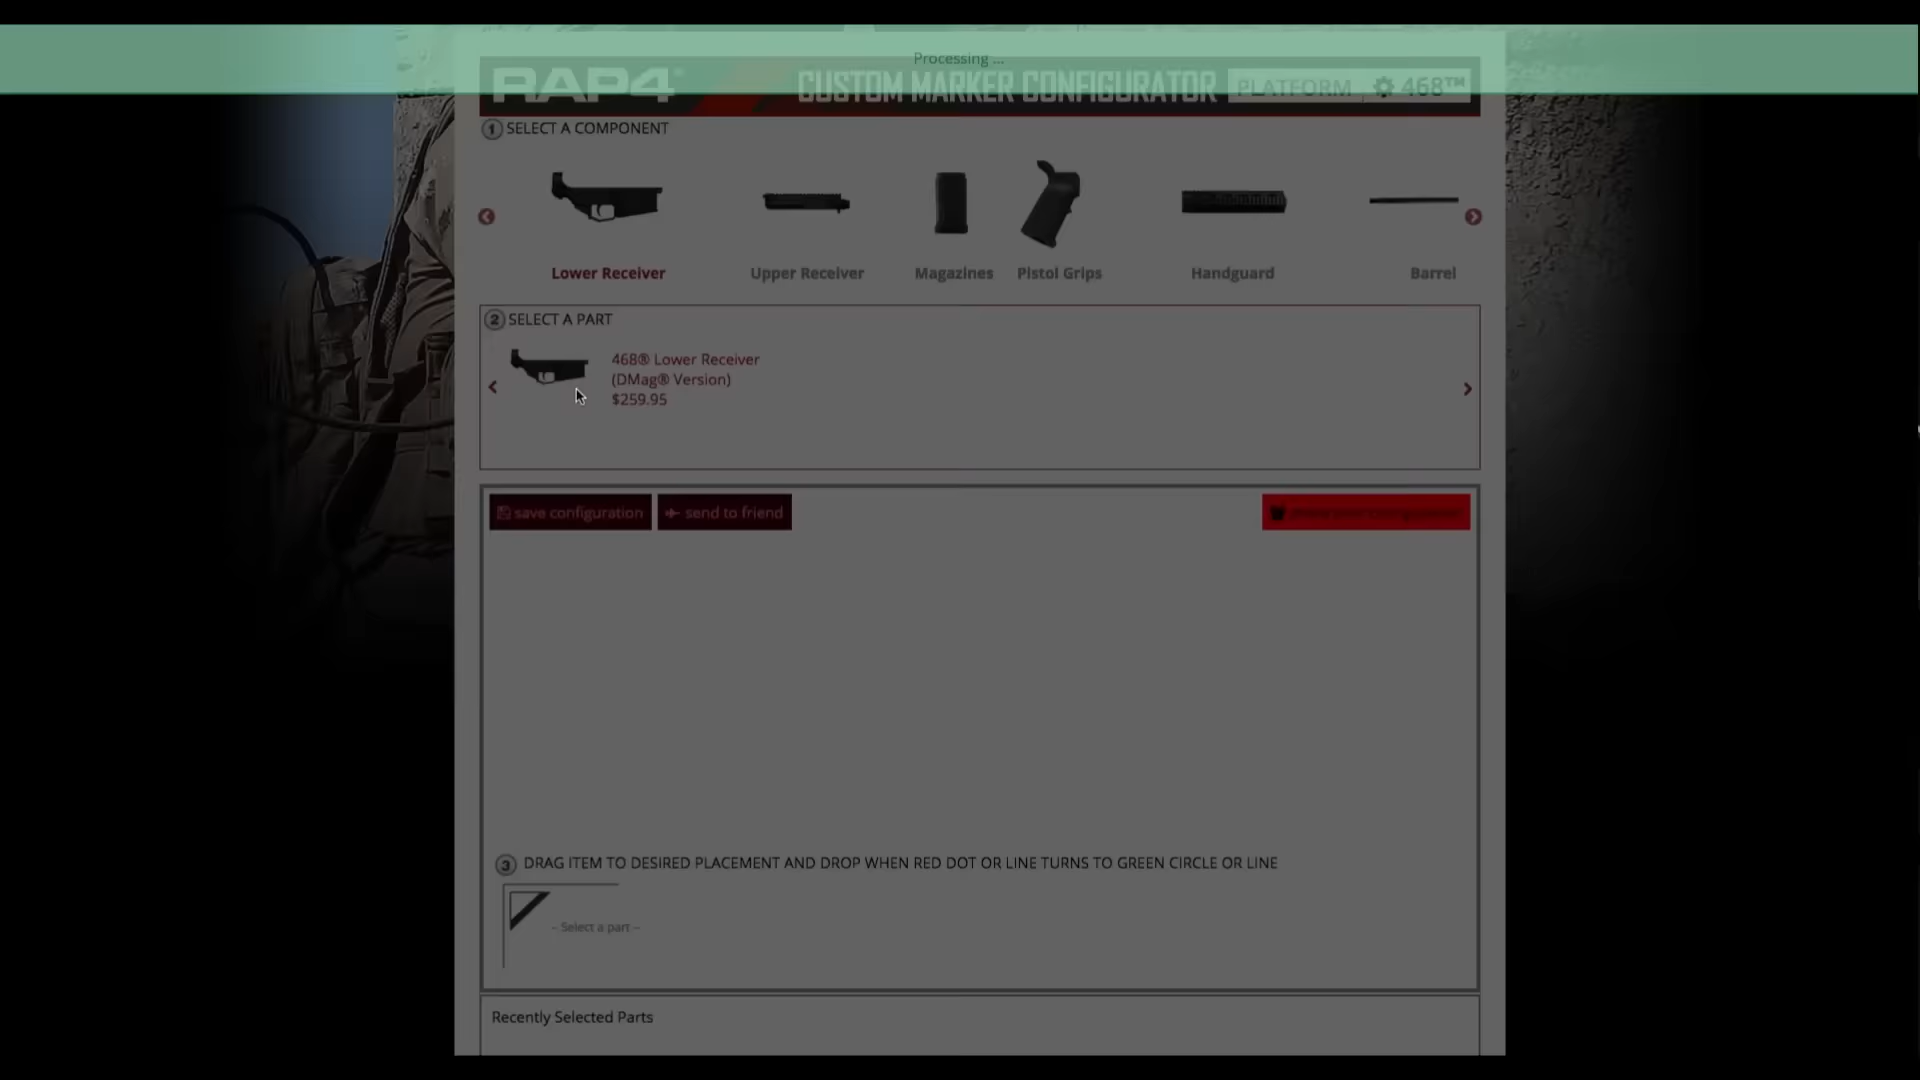 Processing ...
RAP4®
CUSTOM MARKER CONFIGURATOR
PLATFORM
468™
1 SELECT A COMPONENT
Lower Receiver
Upper Receiver
Magazines
Pistol Grips
Handguard
Barrel
2 SELECT A PART
468® Lower Receiver
(DMag® Version)
$259.95
save configuration
send to friend
3 DRAG ITEM TO DESIRED PLACEMENT AND DROP WHEN RED DOT OR LINE TURNS TO GREEN CIRCLE OR LINE
-- Select a part --
Recently Selected Parts